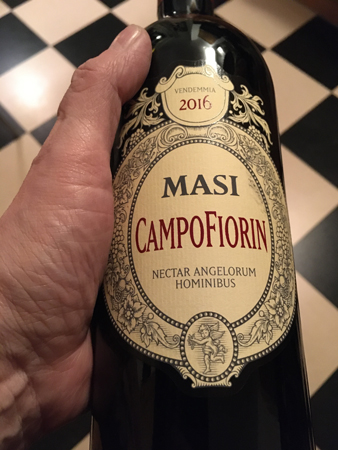 VENDEMMIA
2016
MASI
CAMPOFIORIN
NECTAR ANGELORUM
HOMINIBUS